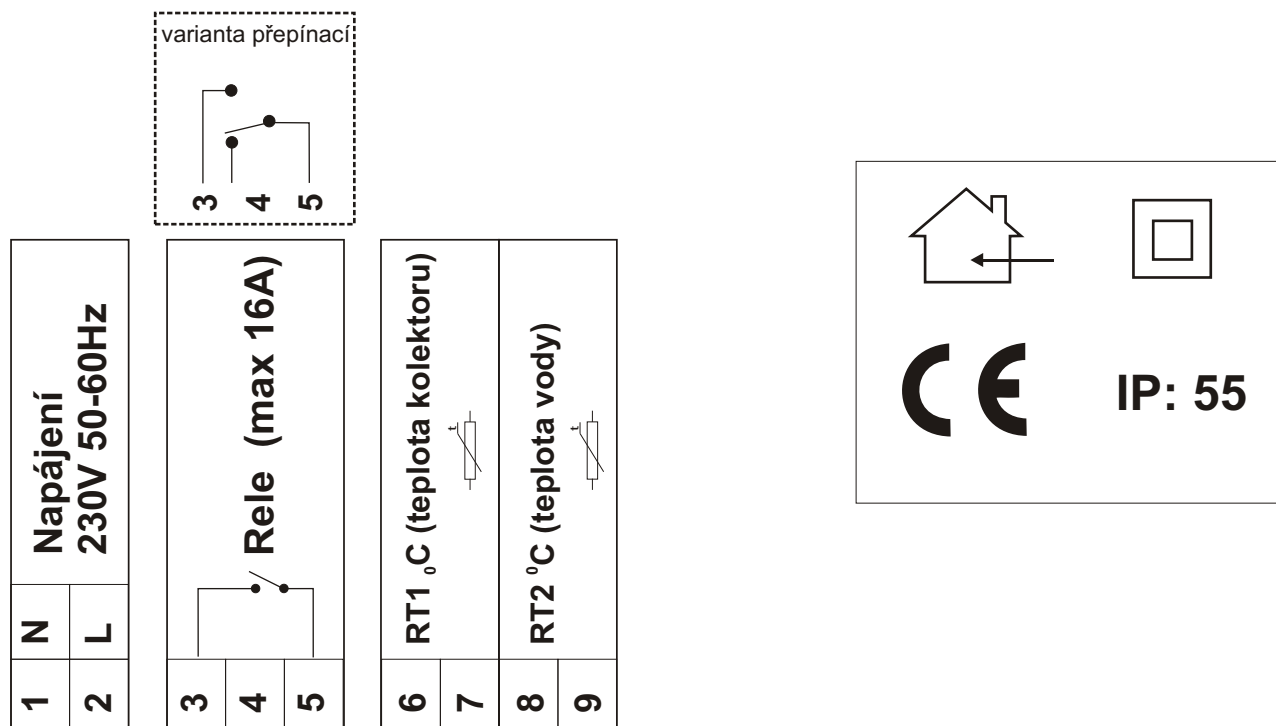 varianta přepínací
3 4 5
Napájení
230V 50-60Hz
N
L
1
2
Rele (max 16A)
3
4
5
RT1 ₀C (teplota kolektoru)
t
6
7
RT2 ⁰C (teplota vody)
t
8
9
CE
IP: 55